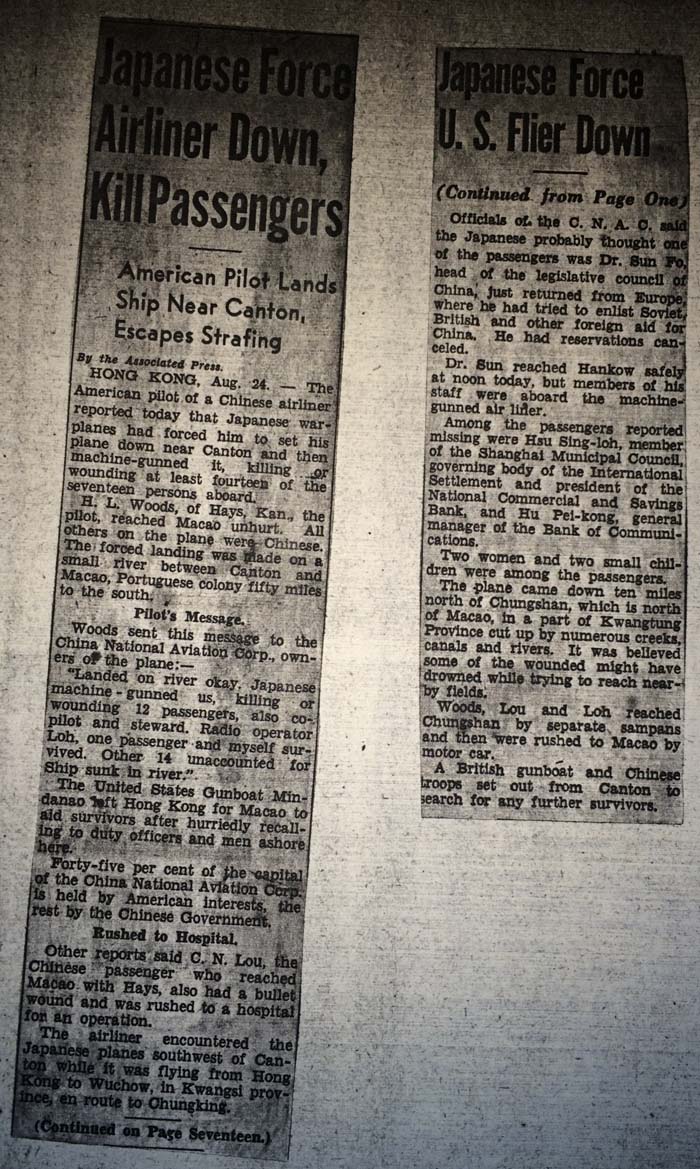 Japanese Force
Airliner Down,
Kill Passengers
American Pilot Lands
Ship Near Canton,
Escapes Strafing
By the Associated Press.
HONG KONG, Aug. 24. — The
American pilot of a Chinese airliner
reported today that Japanese war-
planes had forced him to set his
plane down near Canton and then
machine-gunned it, killing or
wounding at least fourteen of the
seventeen persons aboard.
H. L. Woods, of Hays, Kan., the
pilot, reached Macao unhurt. All
others on the plane were Chinese.
The forced landing was made on a
small river between Canton and
Macao, Portuguese colony fifty miles
to the south.
Pilot's Message.
Woods sent this message to the
China National Aviation Corp., own-
ers of the plane:—
"Landed on river okay. Japanese
machine-gunned us, killing or
wounding 12 passengers, also co-
pilot and steward. Radio operator
Loh, one passenger and myself sur-
vived. Other 14 unaccounted for
Ship sunk in river."
The United States Gunboat Min-
danao left Hong Kong for Macao to
aid survivors after hurriedly recall-
ing to duty officers and men ashore
here.
Forty-five per cent of the capital
of the China National Aviation Corp.
is held by American interests, the
rest by the Chinese Government.
Rushed to Hospital.
Other reports said C. N. Lou, the
Chinese passenger who reached
Macao with Hays, also had a bullet
wound and was rushed to a hospital
for an operation.
The airliner encountered the
Japanese planes southwest of Can-
ton while it was flying from Hong
Kong to Wuchow, in Kwangsi prov-
ince, en route to Chungking.
(Continued on Page Seventeen.)
Japanese Force
U. S. Flier Down
(Continued from Page One)
Officials of the C. N. A. C. said
the Japanese probably thought one
of the passengers was Dr. Sun Fo,
head of the legislative council of
China, just returned from Europe,
where he had tried to enlist Soviet,
British and other foreign aid for
China. He had reservations can-
celed.
Dr. Sun reached Hankow safely
at noon today, but members of his
staff were aboard the machine-
gunned air liner.
Among the passengers reported
missing were Hsu Sing-loh, member
of the Shanghai Municipal Council,
governing body of the International
Settlement and president of the
National Commercial and Savings
Bank, and Hu Pei-kong, general
manager of the Bank of Communi-
cations.
Two women and two small chil-
dren were among the passengers.
The plane came down ten miles
north of Chungshan, which is north
of Macao, in a part of Kwangtung
Province cut up by numerous creeks,
canals and rivers. It was believed
some of the wounded might have
drowned while trying to reach near-
by fields.
Woods, Lou and Loh reached
Chungshan by separate sampans
and then were rushed to Macao by
motor car.
A British gunboat and Chinese
troops set out from Canton to
search for any further survivors.